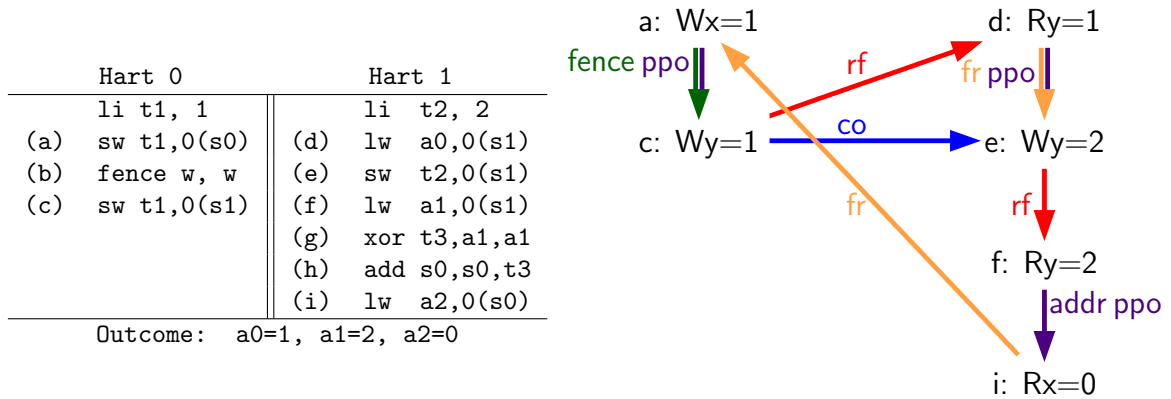 Hart 0 Hart 1
li t1, 1 li t2, 2
(a) sw t1,0(s0) (d) lw a0,0(s1)
(b) fence w, w (e) sw t2,0(s1)
(c) sw t1,0(s1) (f) lw a1,0(s1)
(g) xor t3,a1,a1
(h) add s0,s0,t3
(i) lw a2,0(s0)
Outcome: a0=1, a1=2, a2=0
a: Wx=1 d: Ry=1
fence ppo rf fr ppo
c: Wy=1 co e: Wy=2
fr rf
f: Ry=2
addr ppo
i: Rx=0